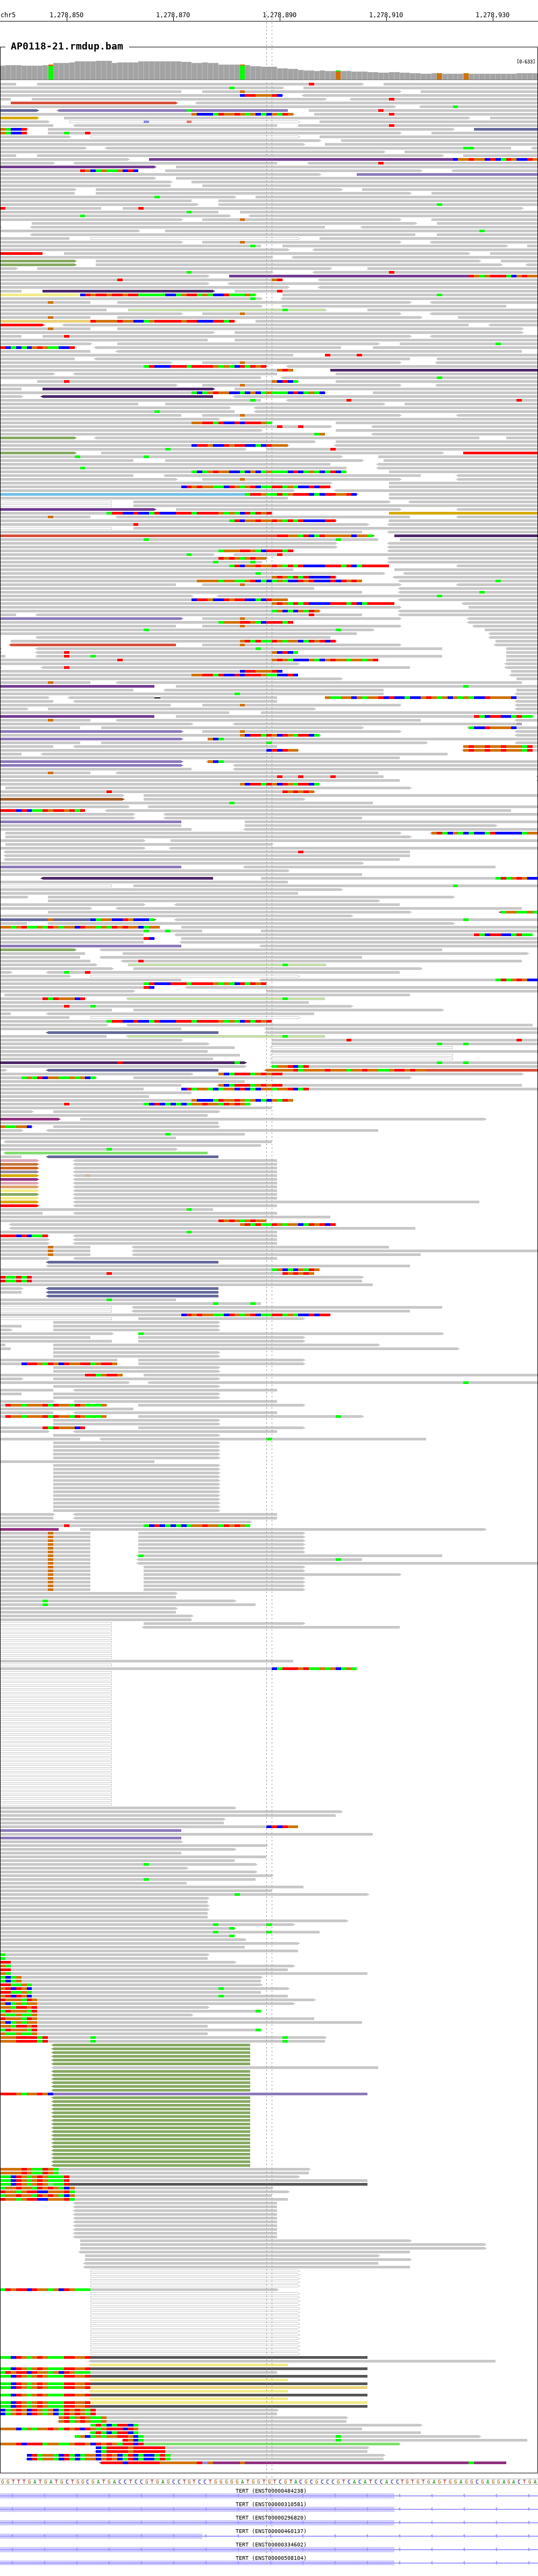 chr5 1,278,850 1,278,870 1,278,890 1,278,910 1,278,930
AP0118-21.rmdup.bam
[0-633]
GGTTTGATGATGCTGGCGATGACCTCCGTGAGCCTGTCCTGGGGGATGGTGTCGTACGCGCCCGTCACATCCACCTGTGTGAGTGGAGGCGAGGAGACTGA
TERT (ENST00000484238)
TERT (ENST00000310581)
TERT (ENST00000296820)
TERT (ENST00000460137)
TERT (ENST00000334602)
TERT (ENST00000508104)